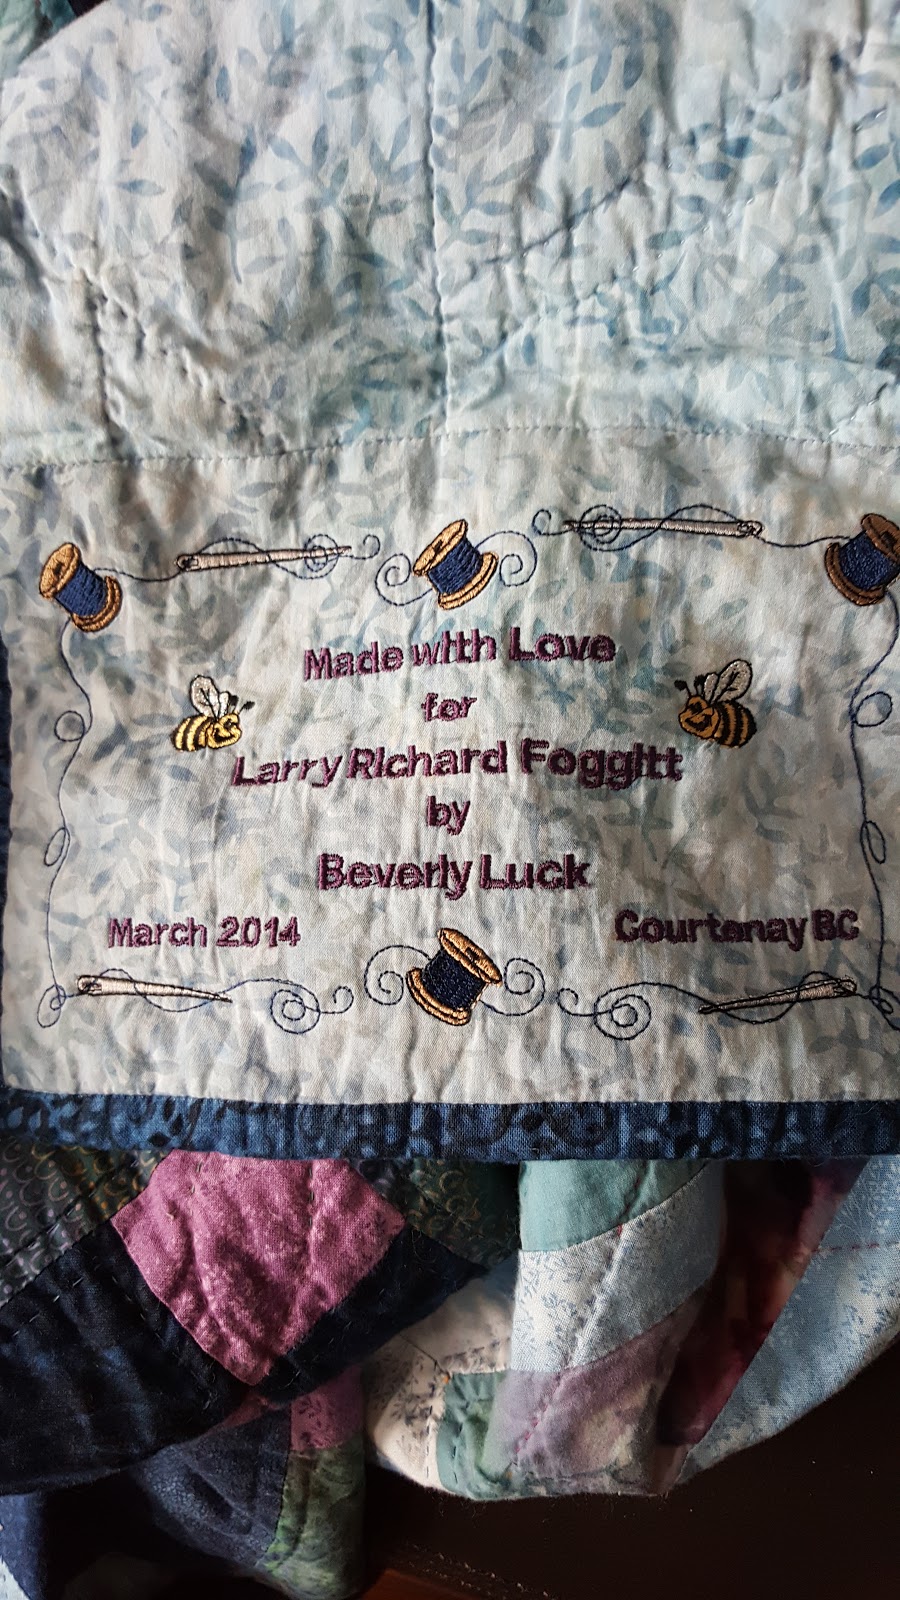 Made with Love
for
Larry Richard Foggitt
by
Beverly Luck
March 2014 Courtenay BC